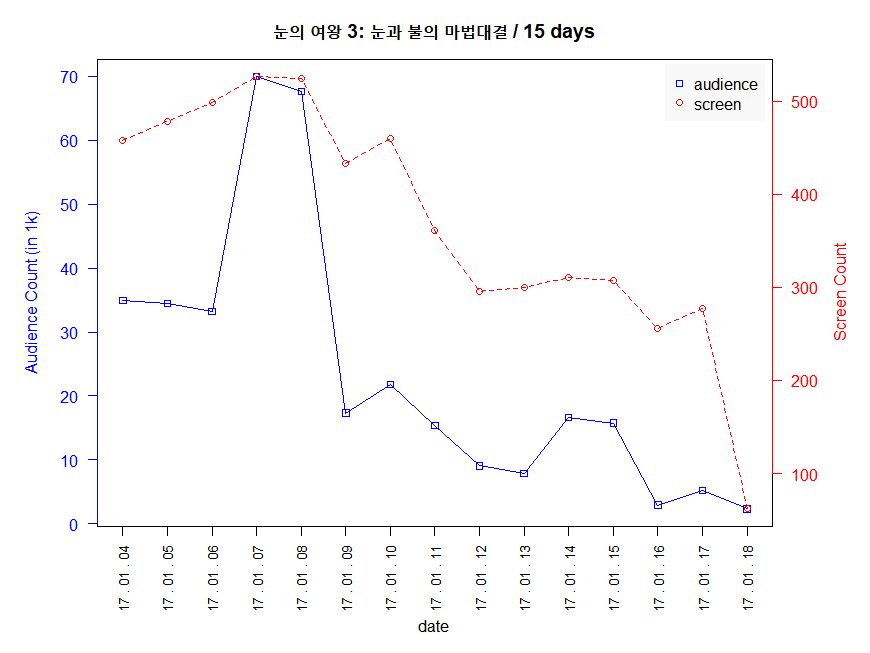 눈의 여왕 3: 눈과 불의 마법대결 / 15 days
audience
screen
Audience Count (in 1k)
70
60
50
40
30
20
10
0
500
400
300
200
100
Screen Count
17 . 01 . 04
17 . 01 . 05
17 . 01 . 06
17 . 01 . 07
17 . 01 . 08
17 . 01 . 09
17 . 01 . 10
17 . 01 . 11
17 . 01 . 12
17 . 01 . 13
17 . 01 . 14
17 . 01 . 15
17 . 01 . 16
17 . 01 . 17
17 . 01 . 18
date